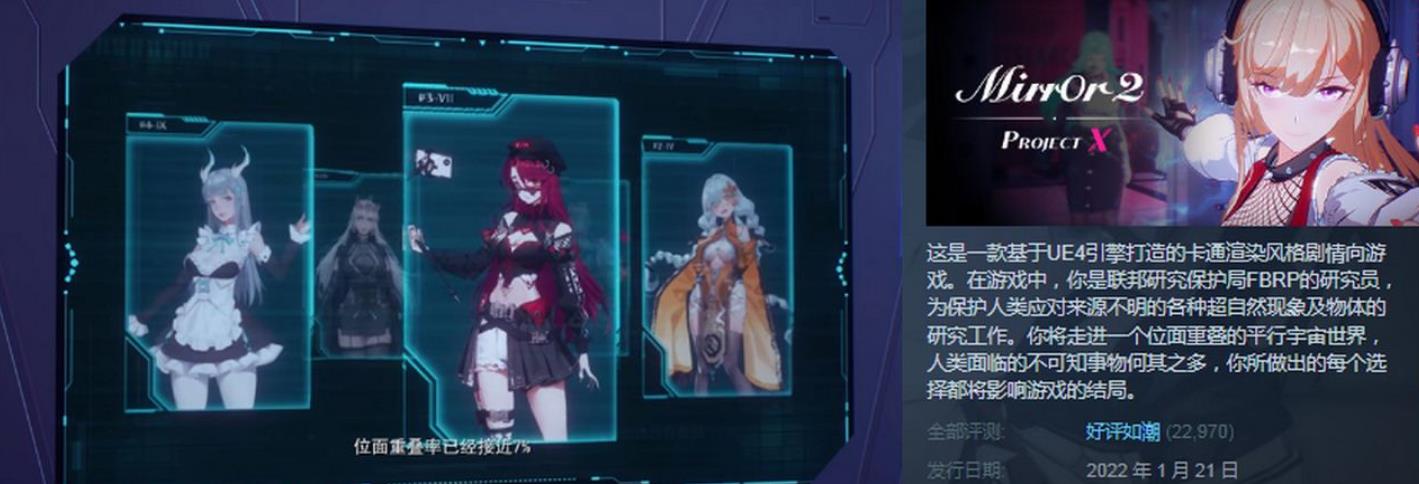 #4-IX
#3-VII
#2-IV
位面重叠率已经接近7%
Mirr0r 2
PROJECT X
这是一款基于UE4引擎打造的卡通渲染风格剧情向游
戏。在游戏中，你是联邦研究保护局FBRP的研究员，
为保护人类应对来源不明的各种超自然现象及物体的
研究工作。你将走进一个位面重叠的平行宇宙世界，
人类面临的不可知事物何其之多，你所做出的每个选
择都将影响游戏的结局。
全部评测: 好评如潮 (22,970)
发行日期: 2022 年 1 月 21 日